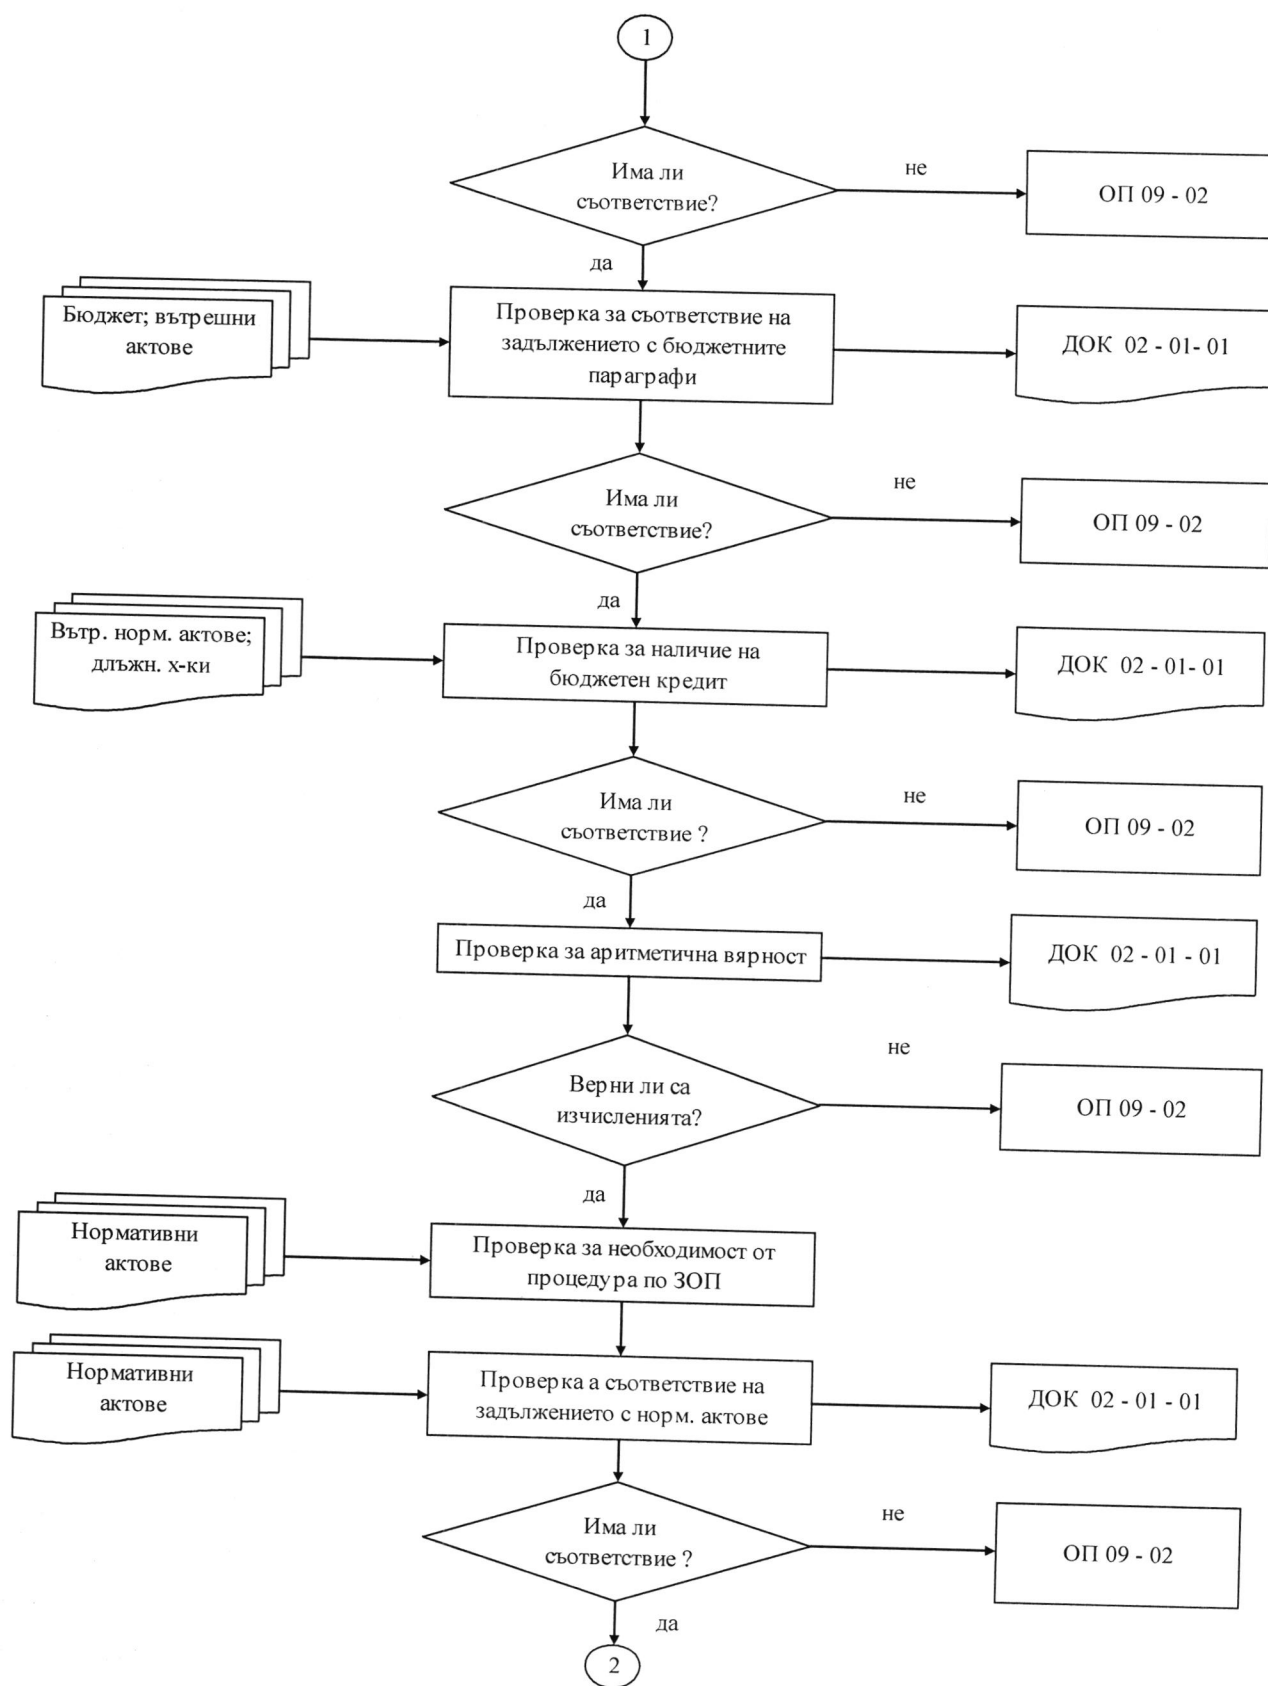 1
Има ли
съответствие?
не
ОП 09 - 02
да
Бюджет; вътрешни
актове
Проверка за съответствие на
задължението с бюджетните
параграфи
ДОК 02 - 01- 01
Има ли
съответствие?
не
ОП 09 - 02
да
Вътр. норм. актове;
длъжн. х-ки
Проверка за наличие на
бюджетен кредит
ДОК 02 - 01- 01
Има ли
съответствие ?
не
ОП 09 - 02
да
Проверка за аритметична вярност
ДОК 02 - 01 - 01
Верни ли са
изчисленията?
не
ОП 09 - 02
да
Нормативни
актове
Проверка за необходимост от
процедура по ЗОП
Нормативни
актове
Проверка а съответствие на
задължението с норм. актове
ДОК 02 - 01 - 01
Има ли
съответствие ?
не
ОП 09 - 02
да
2